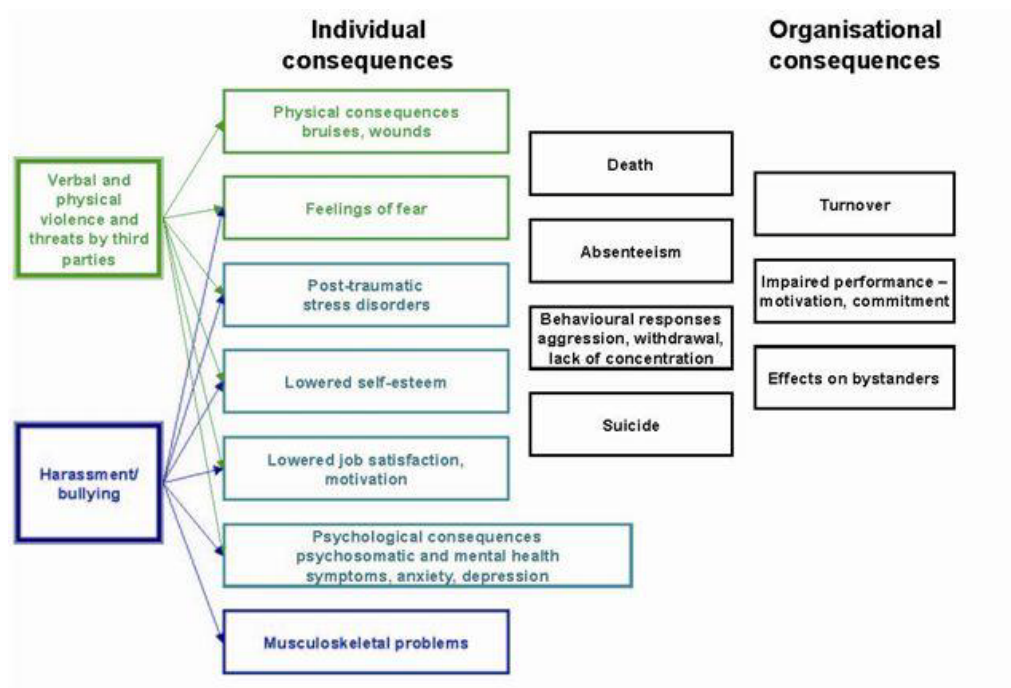 Individual
consequences
Organisational
consequences
Physical consequences
bruises, wounds
Death
Verbal and
physical
violence and
threats by third
parties
Feelings of fear
Turnover
Absenteeism
Post-traumatic
stress disorders
Impaired performance –
motivation, commitment
Behavioural responses
aggression, withdrawal,
lack of concentration
Lowered self-esteem
Effects on bystanders
Suicide
Harassment/
bullying
Lowered job satisfaction,
motivation
Psychological consequences
psychosomatic and mental health
symptoms, anxiety, depression
Musculoskeletal problems